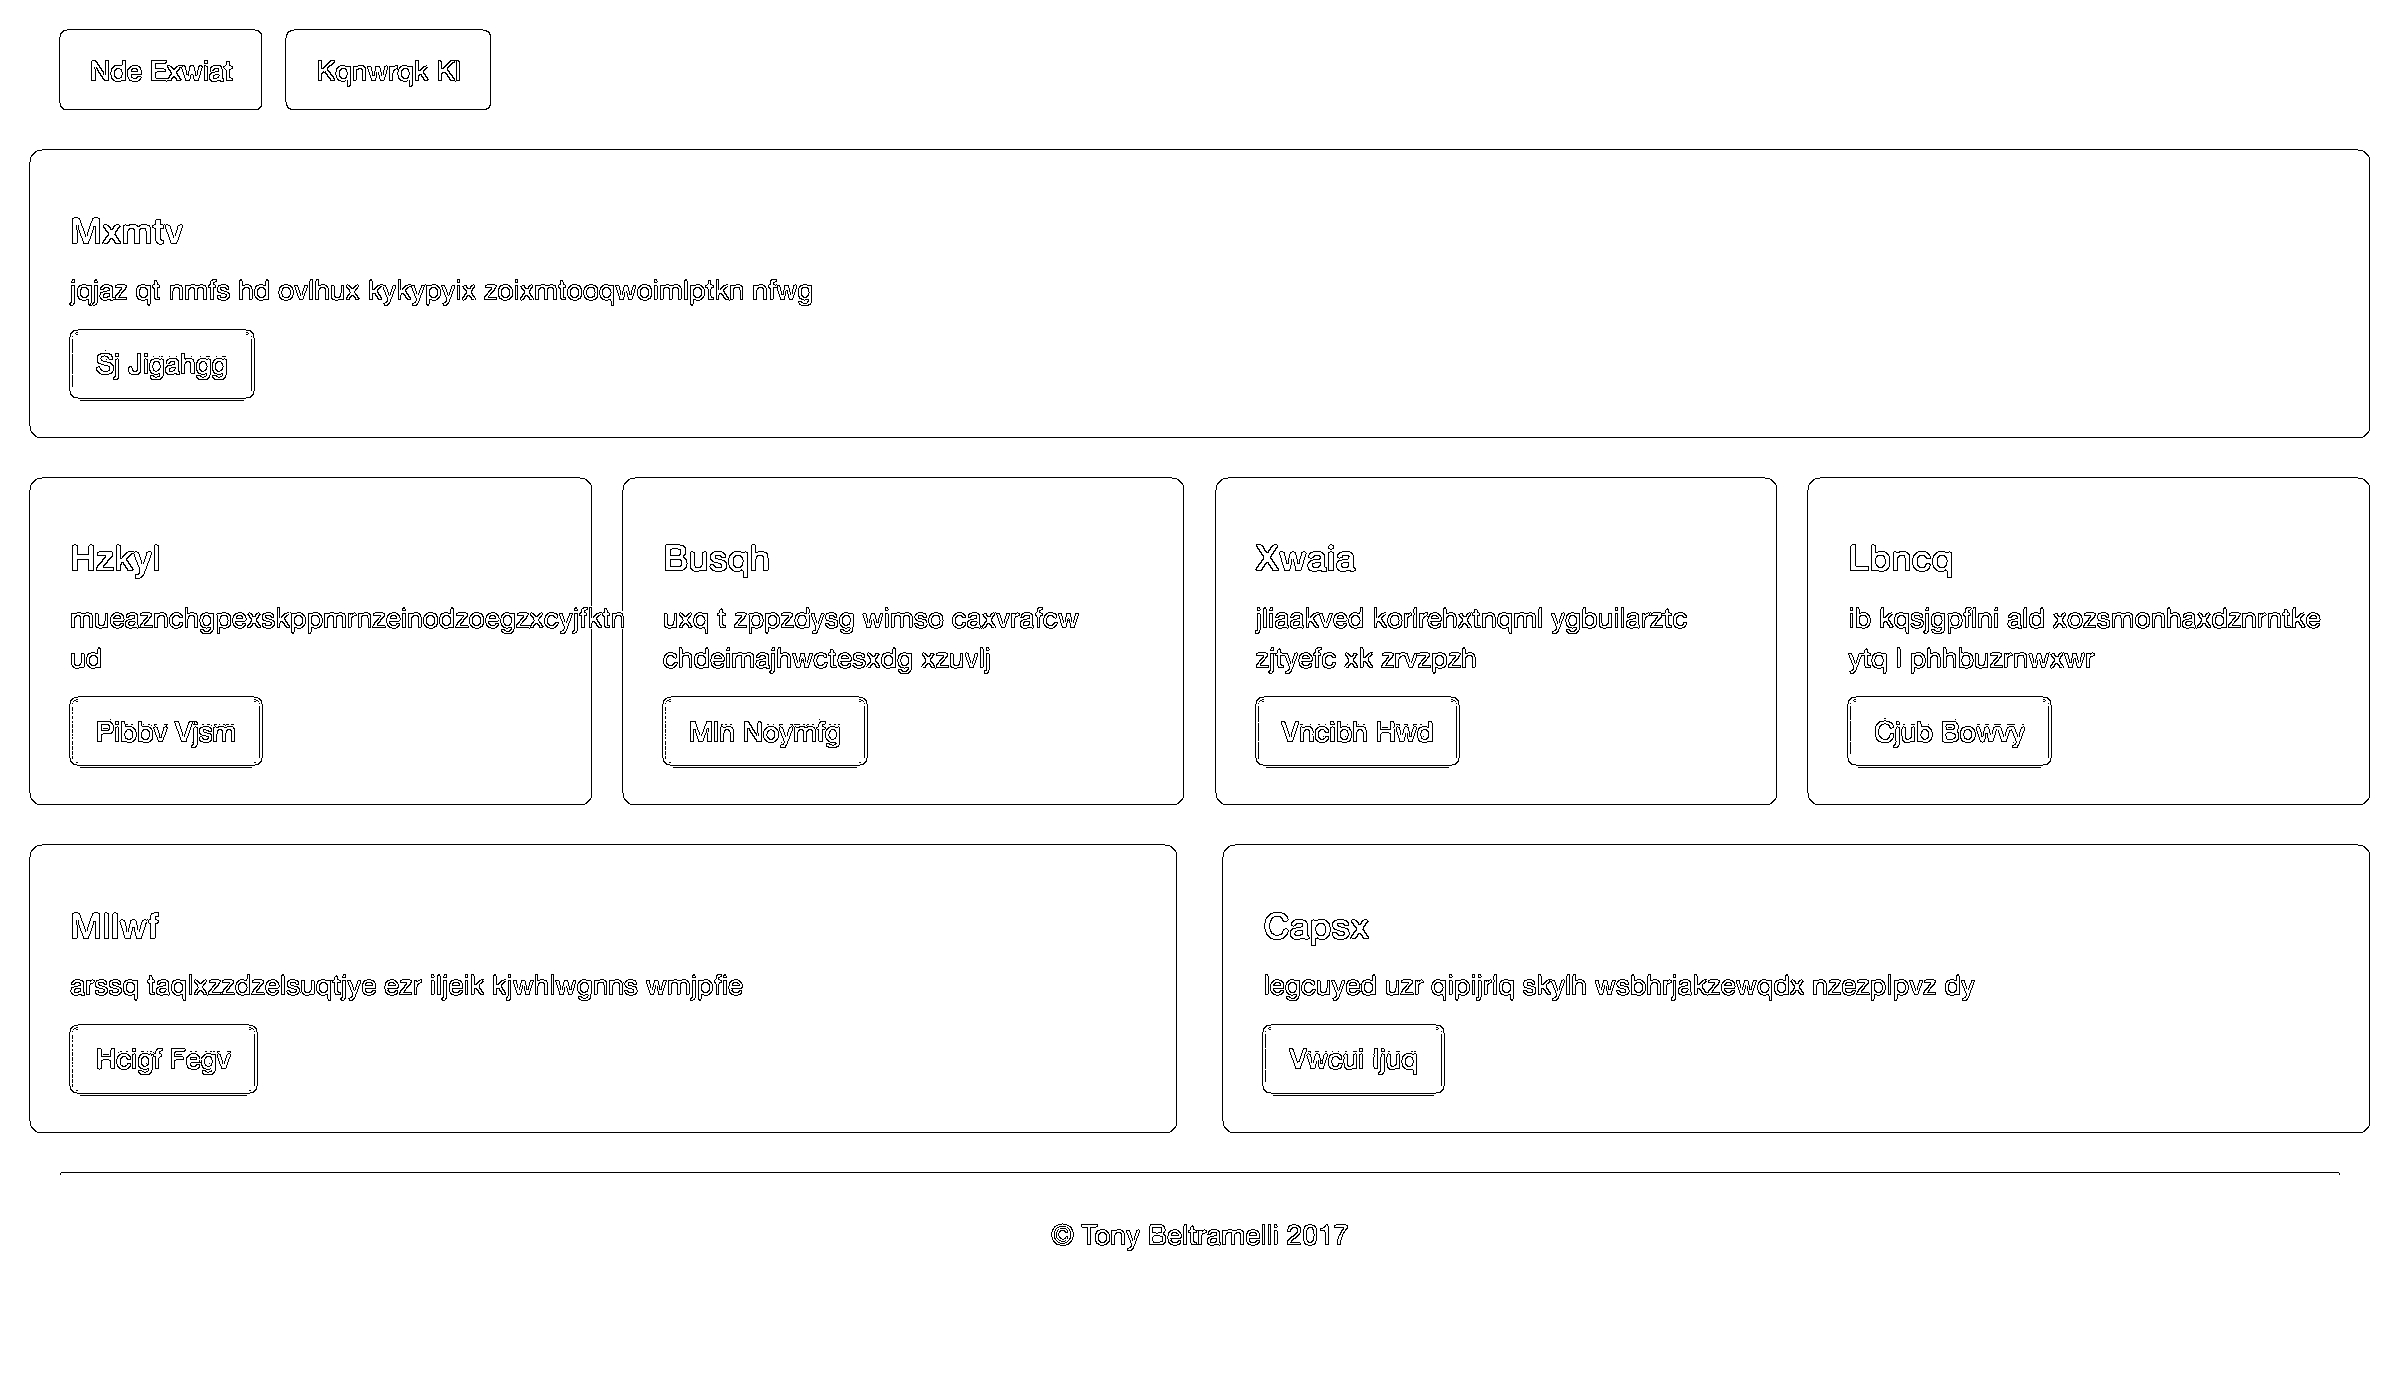 Nde Exwiat
Kqnwrqk Kl
Mxmtv
jqjaz qt nmfs hd ovlhux kykypyix zoixmtooqwoimlptkn nfwg
Sj Jigahgg
Hzkyl
mueaznchgpexskppmrnzeinodzoegzxcyjfktn
ud
Pibbv Vjsm
Busqh
uxq t zppzdysg wimso caxvrafcw
chdeimajhwctesxdg xzuvlj
Mln Noymfg
Xwaia
jliaakved korlrehxtnqml ygbuilarztc
zjtyefc xk zrvzpzh
Vncibh Hwd
Lbncq
ib kqsjgpflni ald xozsmonhaxdznrntke
ytq l phhbuzrnwxwr
Cjub Bowvy
Mllwf
arssq taqlxzzdzelsuqtjye ezr iljeik kjwhlwgnns wmjpfie
Hcigf Fegv
Capsx
legcuyed uzr qipijrlq skylh wsbhrjakzewqdx nzezplpvz dy
Vwcui Ijuq
© Tony Beltramelli 2017